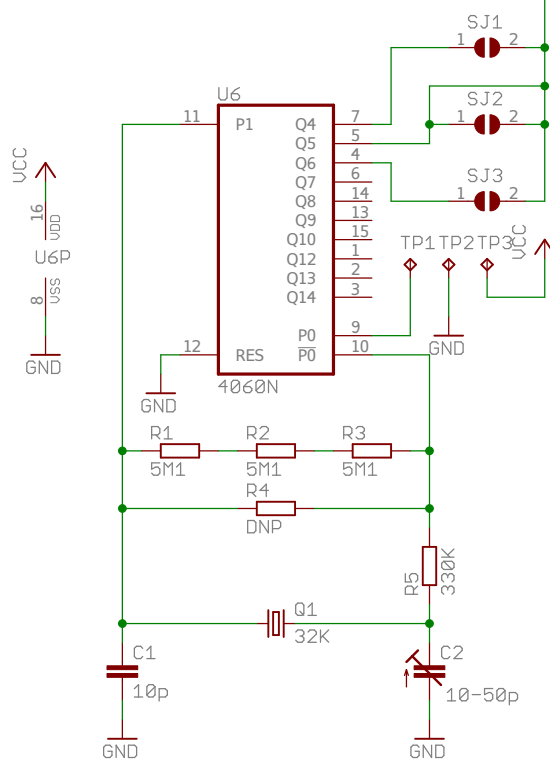 SJ1
1 2
U6
11 P1 Q4 7
SJ2
1 2
Q5 5
VCC
Q6 4
SJ3
Q7 6
1 2
Q8 14
16 VDD
Q9 13
U6P
Q10 15
TP1 TP2 TP3 VCC
Q12 1
8 VSS
Q13 2
Q14 3
P0 9
GND
12 RES P0 10
GND
4060N
GND
R1 R2 R3
5M1 5M1 5M1
R4
DNP
R5
330K
Q1
32K
C1 C2
10p 10-50p
GND GND